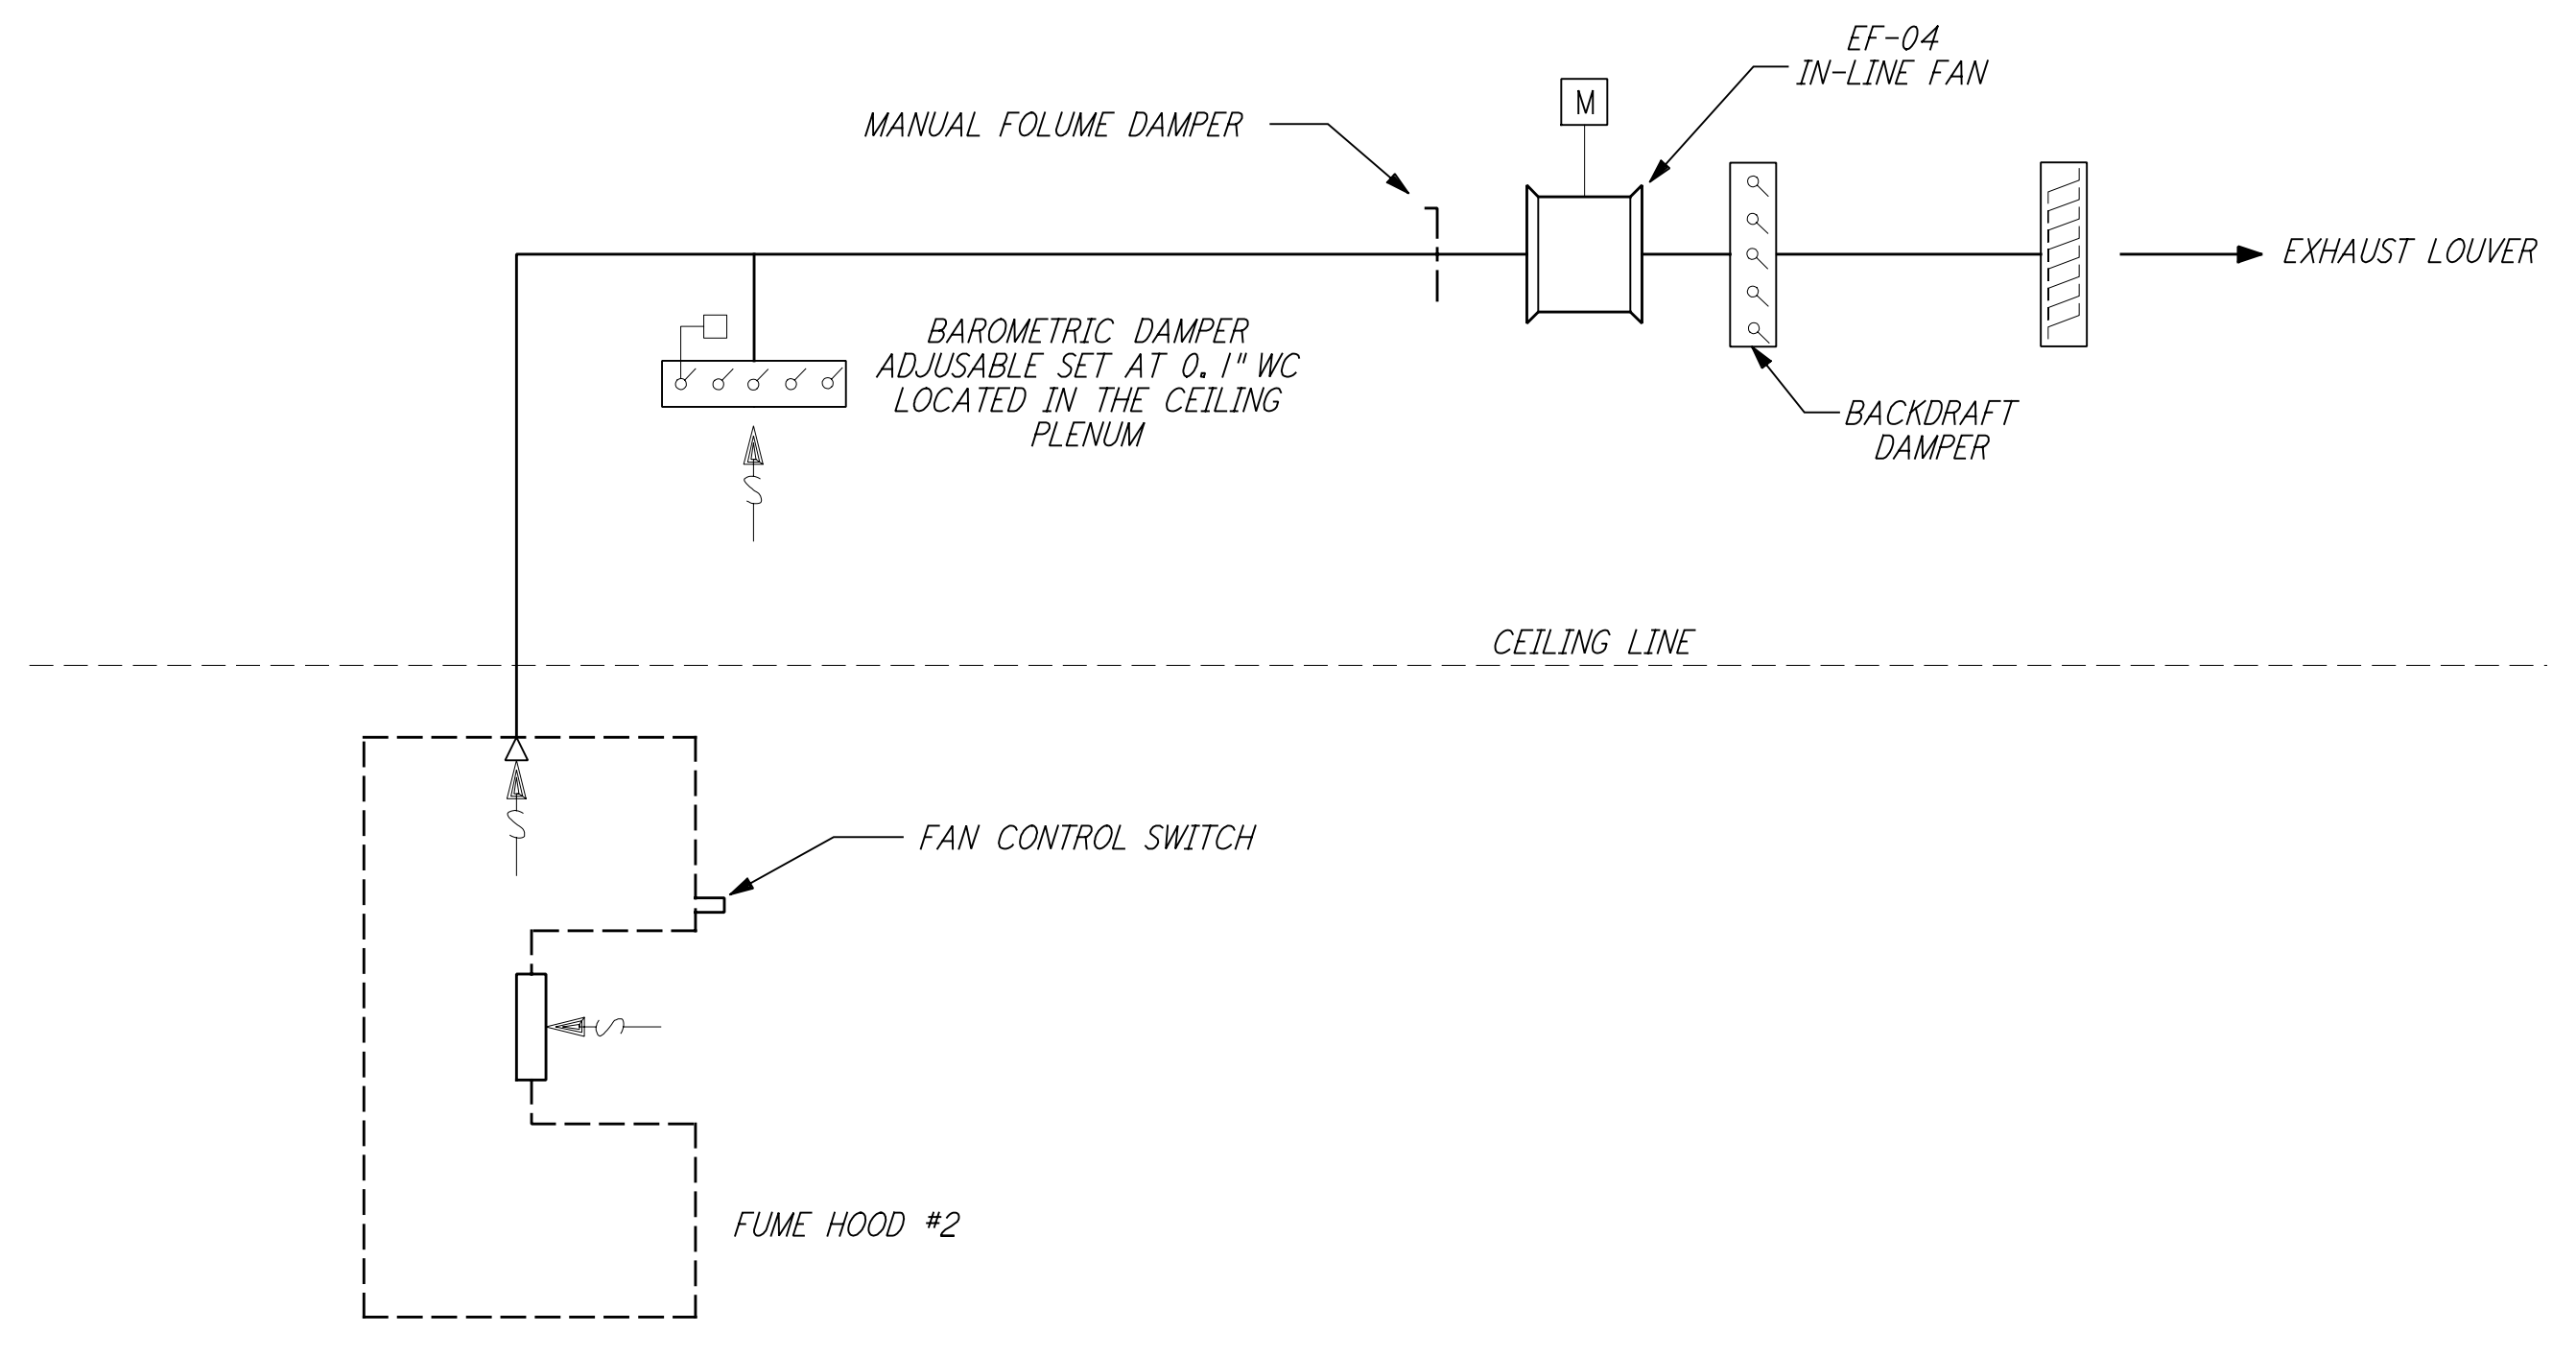 EF-04
IN-LINE FAN
M
MANUAL FOLUME DAMPER
EXHAUST LOUVER
BAROMETRIC DAMPER
ADJUSABLE SET AT 0.1" WC
LOCATED IN THE CEILING
PLENUM
BACKDRAFT
DAMPER
CEILING LINE
FAN CONTROL SWITCH
FUME HOOD #2